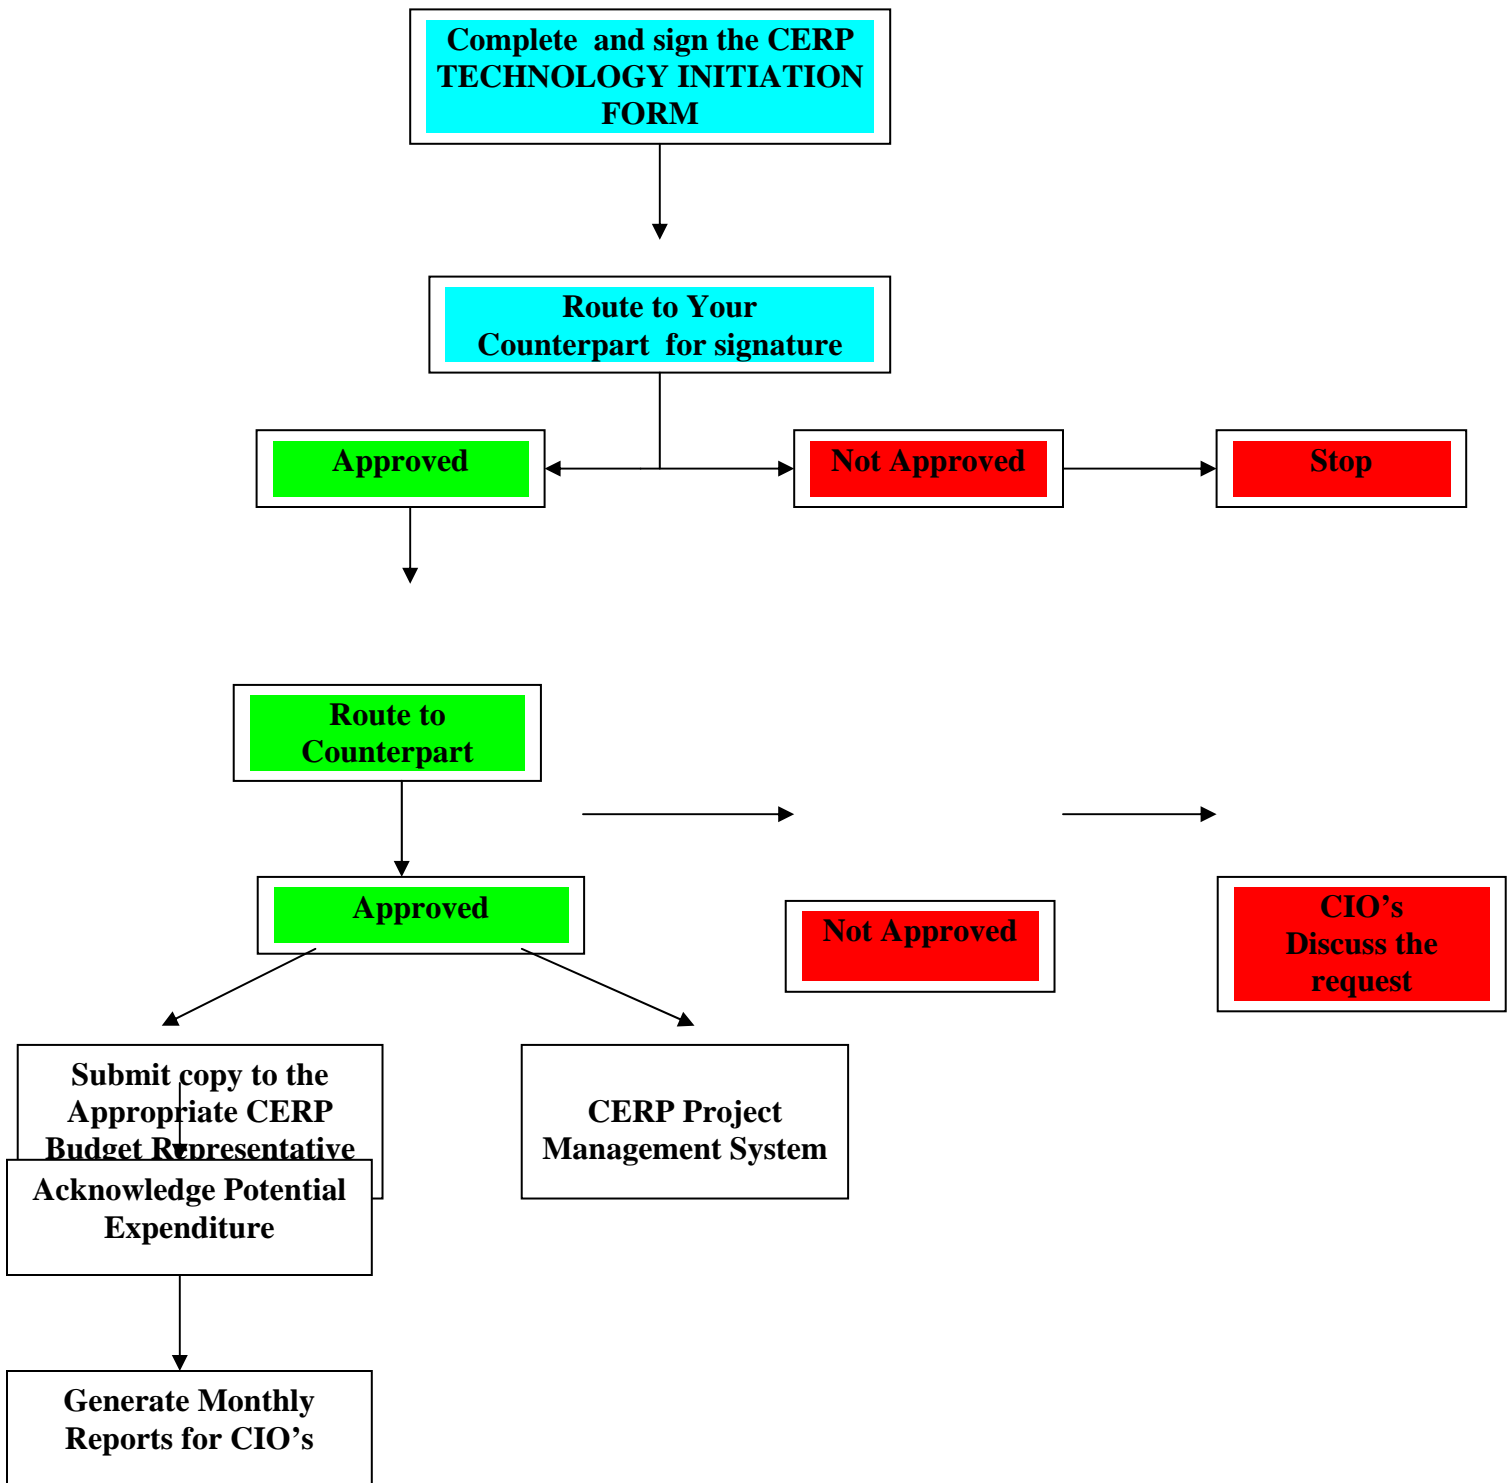 Complete and sign the CERP
TECHNOLOGY INITIATION
FORM
Route to Your
Counterpart for signature
Approved
Not Approved
Stop
Route to
Counterpart
Approved
Not Approved
CIO’s
Discuss the
request
Submit copy to the
Appropriate CERP
Budget Representative
CERP Project
Management System
Acknowledge Potential
Expenditure
Generate Monthly
Reports for CIO’s